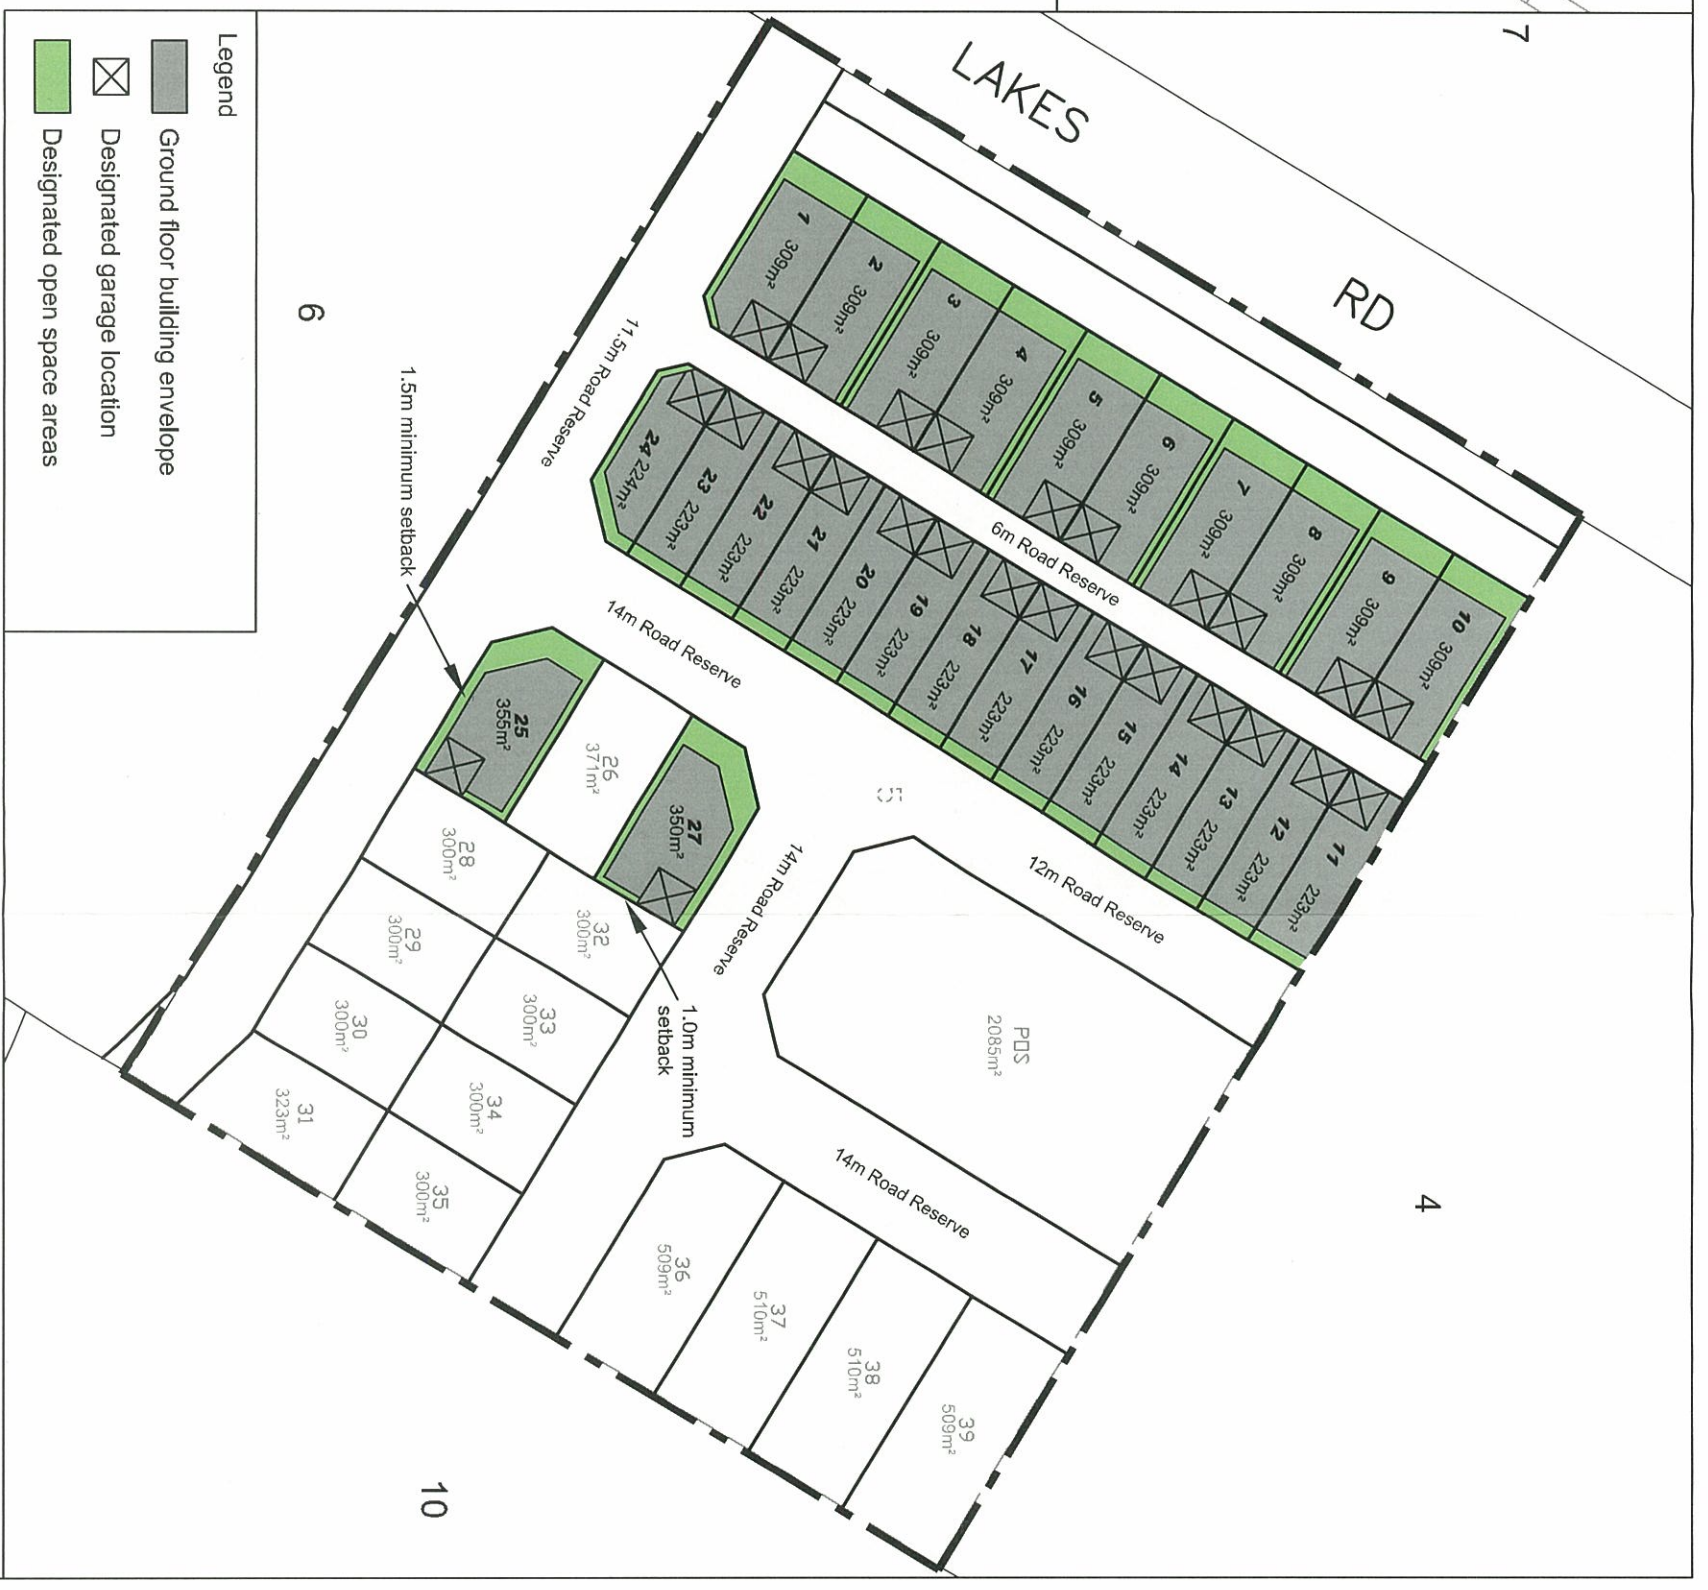 LAKES
RD
7
6
4
10
5
Legend
Ground floor building envelope
Designated garage location
Designated open space areas
1 309m²
2 309m²
3 309m²
4 309m²
5 309m²
6 309m²
7 309m²
8 309m²
9 309m²
10 309m²
6m Road Reserve
11.5m Road Reserve
24 224m²
23 223m²
22 223m²
21 223m²
20 223m²
19 223m²
18 223m²
17 223m²
16 223m²
15 223m²
14 223m²
13 223m²
12 223m²
11 223m²
14m Road Reserve
12m Road Reserve
1.5m minimum setback
25
355m²
26
371m²
27
350m²
14m Road Reserve
1.0m minimum
setback
POS
2085m²
14m Road Reserve
28
300m²
29
300m²
30
300m²
31
323m²
32
300m²
33
300m²
34
300m²
35
300m²
36
509m²
37
510m²
38
510m²
39
509m²